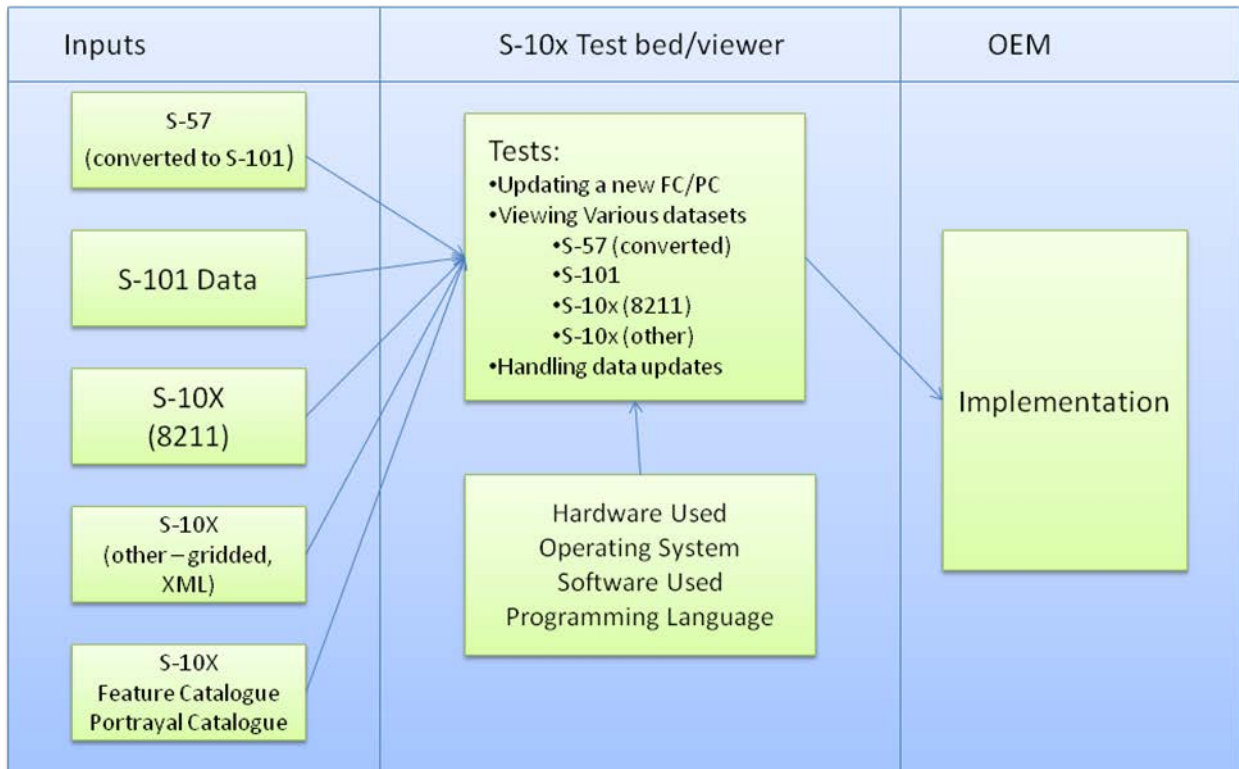 Inputs
S-10x Test bed/viewer
OEM
S-57
(converted to S-101)
S-101 Data
S-10X
(8211)
S-10X
(other – gridded,
XML)
S-10X
Feature Catalogue
Portrayal Catalogue
Tests:
•Updating a new FC/PC
•Viewing Various datasets
•S-57 (converted)
•S-101
•S-10x (8211)
•S-10x (other)
•Handling data updates
Hardware Used
Operating System
Software Used
Programming Language
Implementation